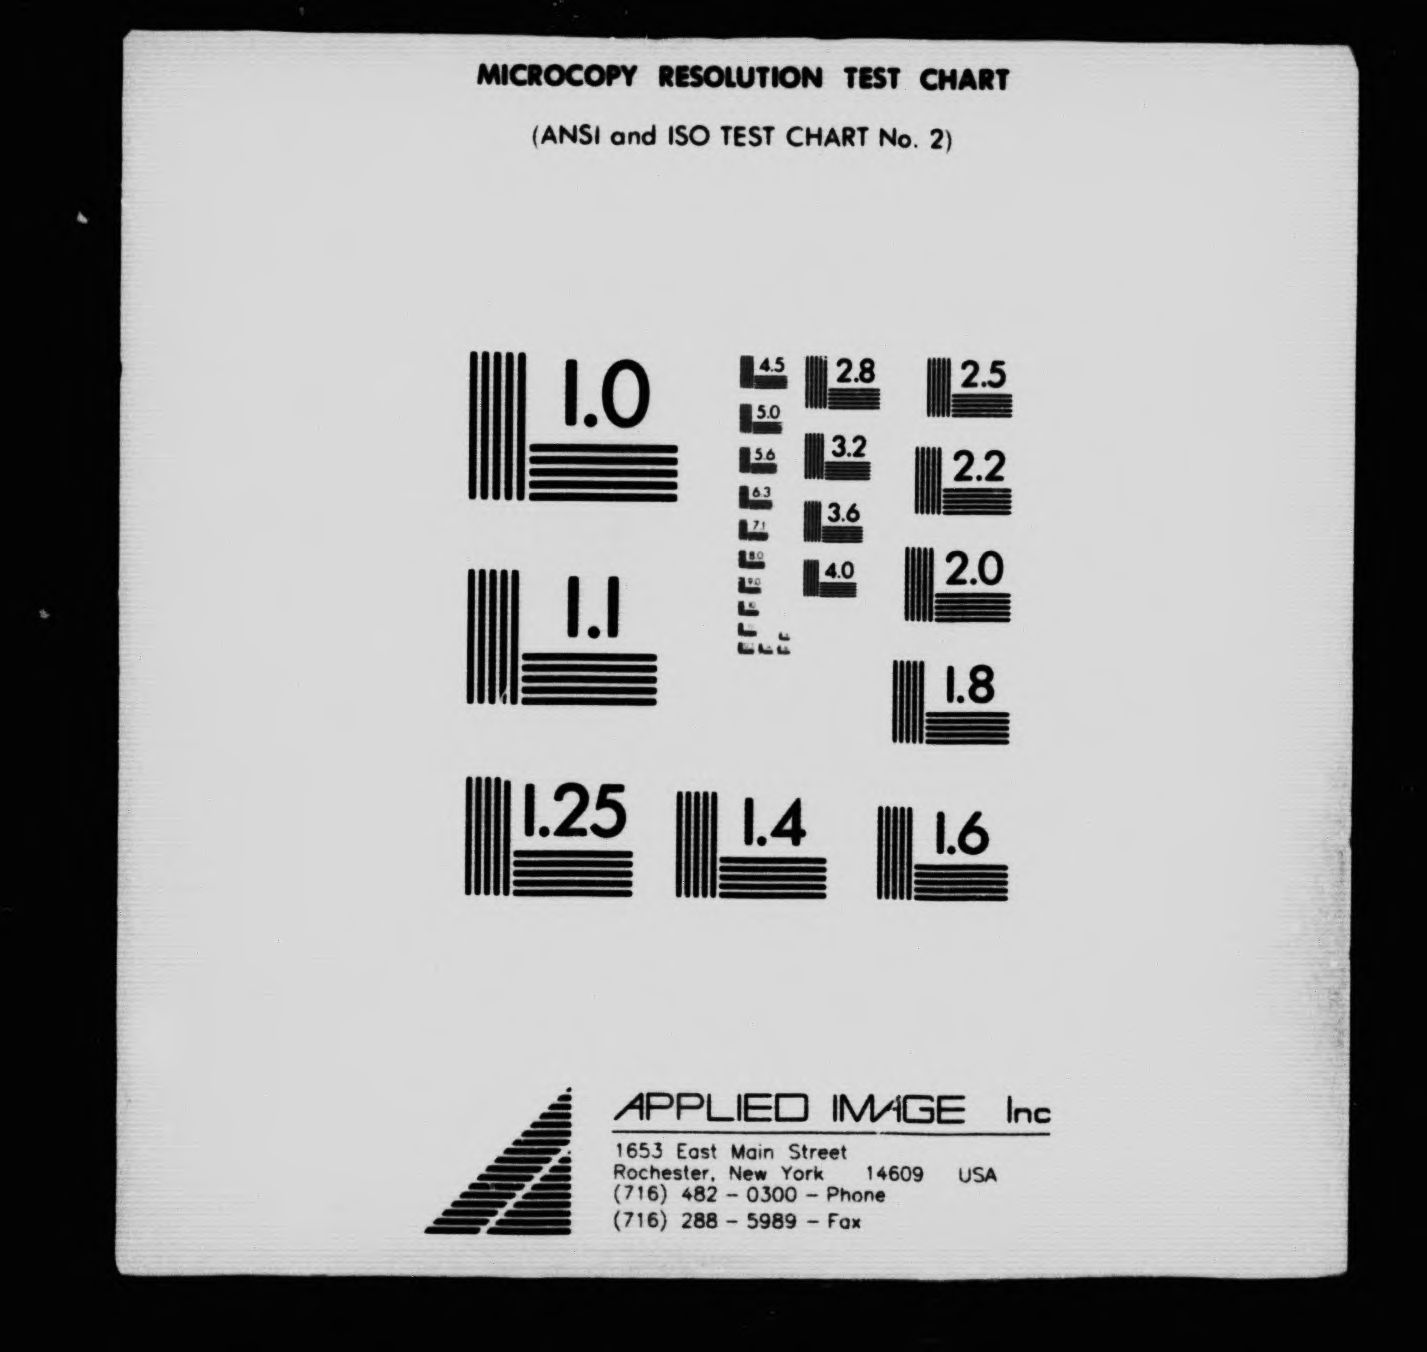 MICROCOPY RESOLUTION TEST CHART
(ANSI and ISO TEST CHART No. 2)
1.0
1.1
1.25
1.4
1.6
1.8
2.0
2.2
2.5
2.8
3.2
3.6
4.0
4.5
5.0
5.6
6.3
7.1
8.0
9.0
APPLIED IMAGE Inc
1653 East Main Street
Rochester, New York 14609 USA
(716) 482 - 0300 - Phone
(716) 288 - 5989 - Fax